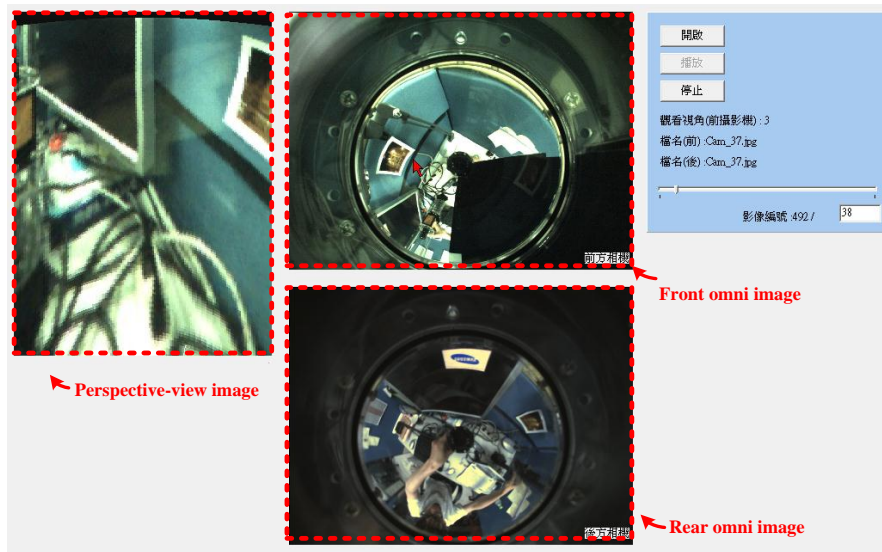 開啟
播放
停止
觀看視角(前攝影機) : 3
檔名(前) :Cam_37.jpg
檔名(後) :Cam_37.jpg
影像編號 :492 / 38
前方相機
Front omni image
Perspective-view image
SAMSUNG
後方相機
Rear omni image